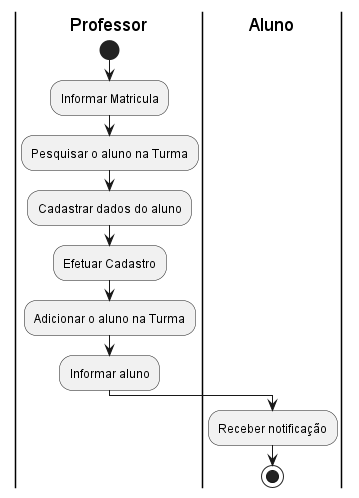 Professor
Aluno
Informar Matricula
Pesquisar o aluno na Turma
Cadastrar dados do aluno
Efetuar Cadastro
Adicionar o aluno na Turma
Informar aluno
Receber notificação